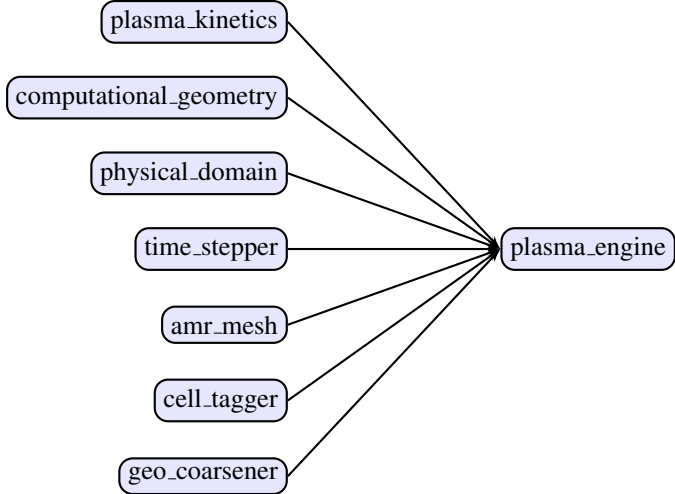 plasma_kinetics
computational_geometry
physical_domain
time_stepper
plasma_engine
amr_mesh
cell_tagger
geo_coarsener